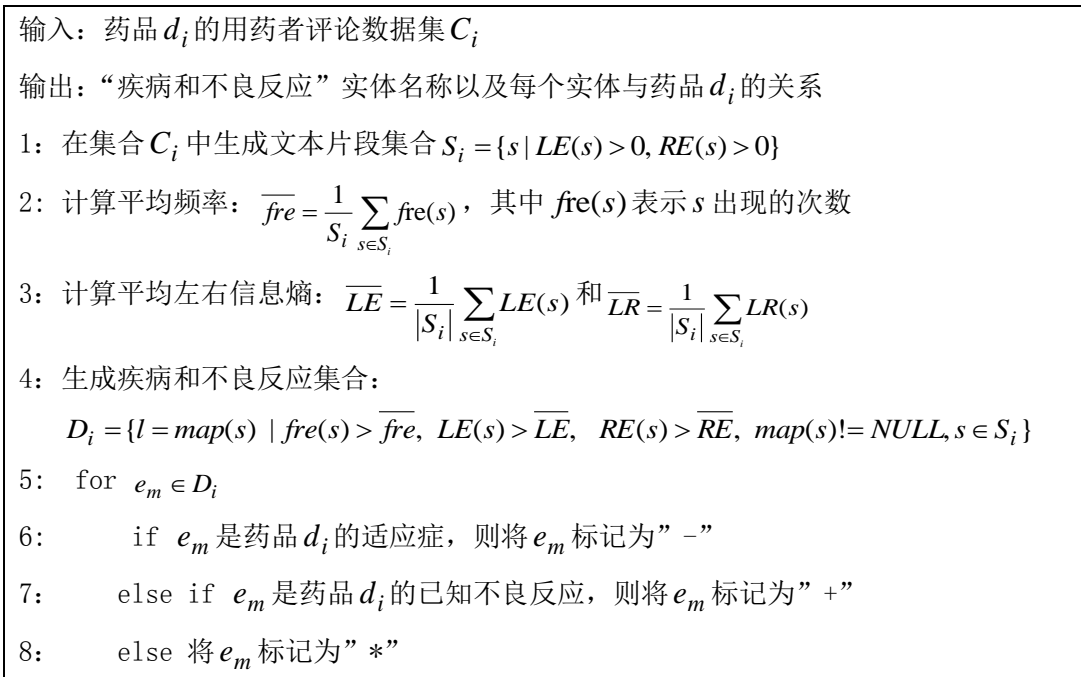 输入：药品 d_i 的用药者评论数据集 C_i
输出：“疾病和不良反应”实体名称以及每个实体与药品 d_i 的关系
1：在集合 C_i 中生成文本片段集合 S_i = {s | LE(s) > 0, RE(s) > 0}
2：计算平均频率： \overline{fre} = \frac{1}{S_i} \sum_{s∈S_i} fre(s) ，其中 fre(s) 表示 s 出现的次数
3：计算平均左右信息熵： \overline{LE} = \frac{1}{|S_i|} \sum_{s∈S_i} LE(s) 和 \overline{LR} = \frac{1}{|S_i|} \sum_{s∈S_i} LR(s)
4：生成疾病和不良反应集合：
D_i = {l = map(s) | fre(s) > \overline{fre}, LE(s) > \overline{LE}, RE(s) > \overline{RE}, map(s)!= NULL, s ∈ S_i}
5： for e_m ∈ D_i
6： if e_m 是药品 d_i 的适应症，则将 e_m 标记为”-”
7： else if e_m 是药品 d_i 的已知不良反应，则将 e_m 标记为”+”
8： else 将 e_m 标记为”*”